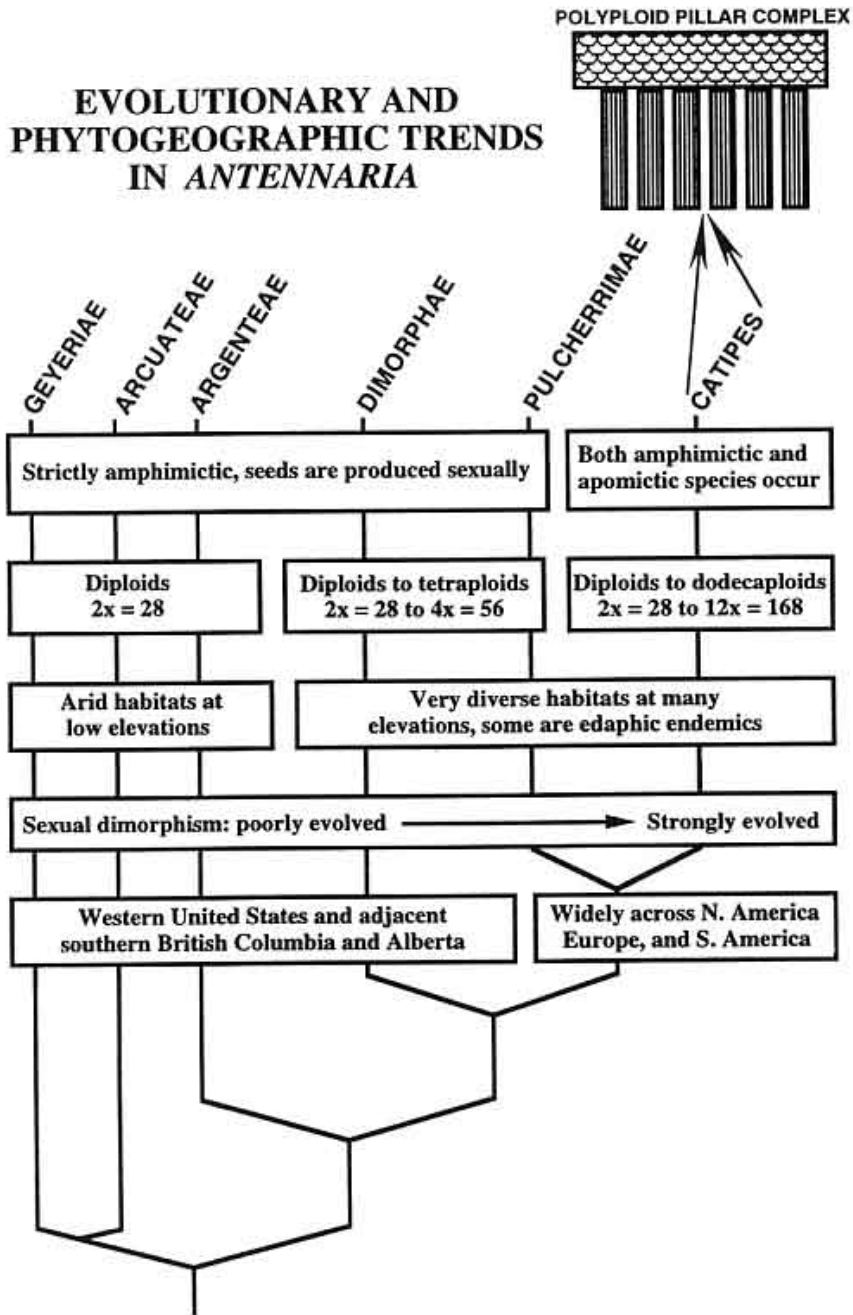 POLYPLOID PILLAR COMPLEX
EVOLUTIONARY AND
PHYTOGEOGRAPHIC TRENDS
IN ANTENNARIA
GEYERIAE
ARCUATEAE
ARGENTEAE
DIMORPHAE
PULCHERRIMAE
CATIPES
Strictly amphimictic, seeds are produced sexually
Both amphimictic and
apomictic species occur
Diploids
2x = 28
Diploids to tetraploids
2x = 28 to 4x = 56
Diploids to dodecaploids
2x = 28 to 12x = 168
Arid habitats at
low elevations
Very diverse habitats at many
elevations, some are edaphic endemics
Sexual dimorphism: poorly evolved
Strongly evolved
Western United States and adjacent
southern British Columbia and Alberta
Widely across N. America
Europe, and S. America